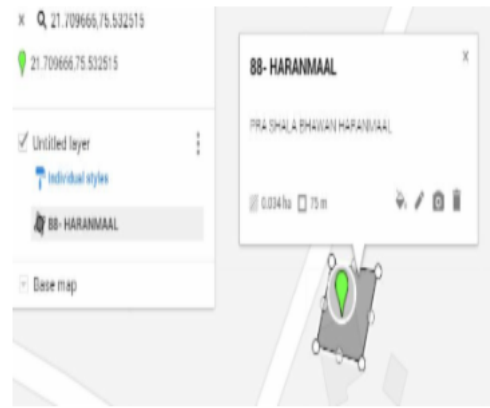 21.709666,75.532515
21.709666,75.532515
Untitled layer
Individual styles
88- HARANMAAL
Base map
88- HARANMAAL
PRA SHALA BHAWAN HARANMAAL
0.034 ha 75 m